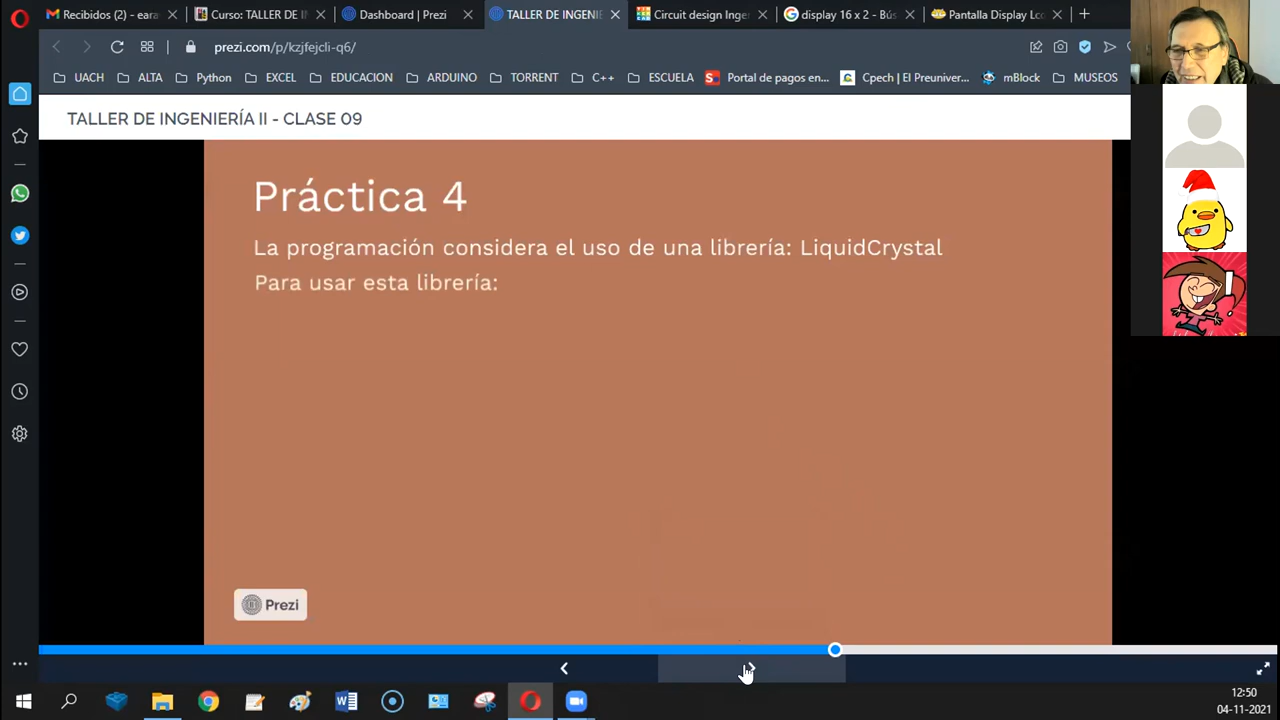 Recibidos (2) - eara
Curso: TALLER DE I
Dashboard | Prezi
TALLER DE INGENIE
Circuit design Inge
display 16 x 2 - Bús
Pantalla Display Lc
prezi.com/p/kzjfejcli-q6/
UACH
ALTA
Python
EXCEL
EDUCACION
ARDUINO
TORRENT
C++
ESCUELA
Portal de pagos en...
Cpech | El Preuniver...
mBlock
MUSEOS
TALLER DE INGENIERÍA II - CLASE 09
Práctica 4
La programación considera el uso de una librería: LiquidCrystal
Para usar esta librería:
Prezi
12:50
04-11-2021